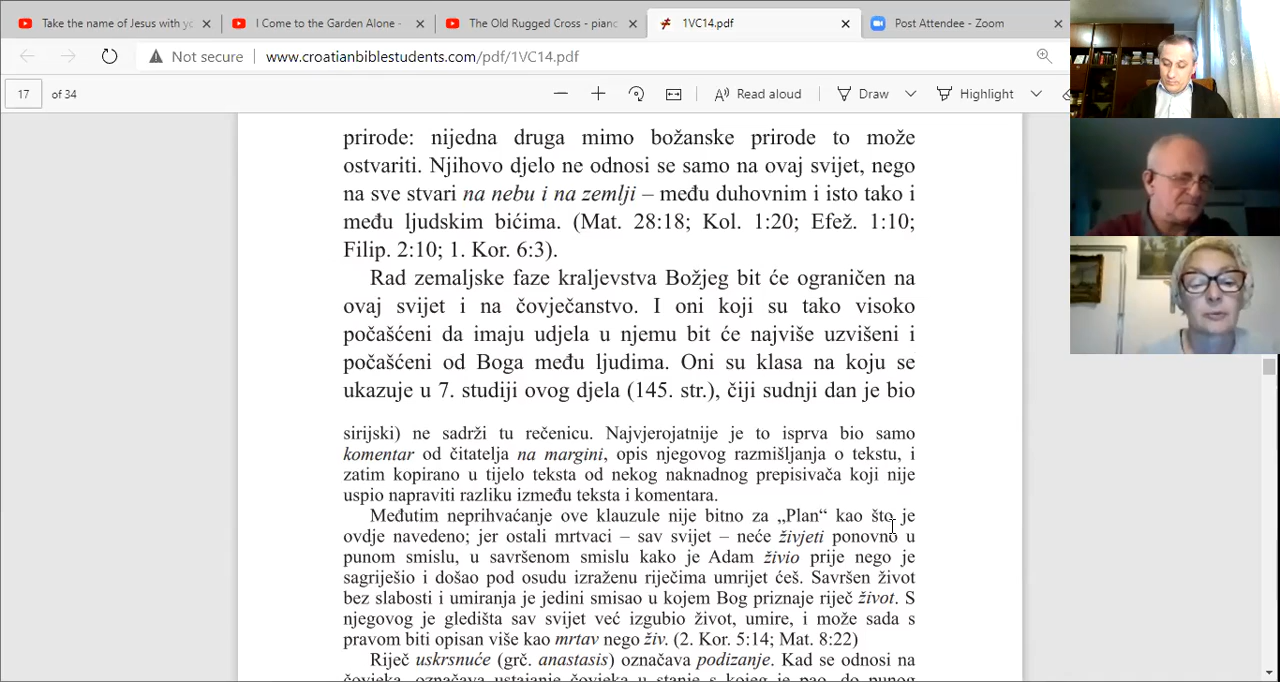 Take the name of Jesus with yo
I Come to the Garden Alone -
The Old Rugged Cross - pianc
1VC14.pdf
Post Attendee - Zoom
Not secure
www.croatianbiblestudents.com/pdf/1VC14.pdf
17 of 34
Read aloud
Draw
Highlight
prirode: nijedna druga mimo božanske prirode to može
ostvariti. Njihovo djelo ne odnosi se samo na ovaj svijet, nego
na sve stvari na nebu i na zemlji – među duhovnim i isto tako i
među ljudskim bićima. (Mat. 28:18; Kol. 1:20; Efež. 1:10;
Filip. 2:10; 1. Kor. 6:3).
Rad zemaljske faze kraljevstva Božjeg bit će ograničen na
ovaj svijet i na čovječanstvo. I oni koji su tako visoko
počašćeni da imaju udjela u njemu bit će najviše uzvišeni i
počašćeni od Boga među ljudima. Oni su klasa na koju se
ukazuje u 7. studiji ovog djela (145. str.), čiji sudnji dan je bio
sirijski) ne sadrži tu rečenicu. Najvjerojatnije je to isprva bio samo
komentar od čitatelja na margini, opis njegovog razmišljanja o tekstu, i
zatim kopirano u tijelo teksta od nekog naknadnog prepisivača koji nije
uspio napraviti razliku između teksta i komentara.
Međutim neprihvaćanje ove klauzule nije bitno za „Plan“ kao što je
ovdje navedeno; jer ostali mrtvaci – sav svijet – neće živjeti ponovno u
punom smislu, u savršenom smislu kako je Adam živio prije nego je
sagriješio i došao pod osudu izraženu riječima umrijet ćeš. Savršen život
bez slabosti i umiranja je jedini smisao u kojem Bog priznaje riječ život. S
njegovog je gledišta sav svijet već izgubio život, umire, i može sada s
pravom biti opisan više kao mrtav nego živ. (2. Kor. 5:14; Mat. 8:22)
Riječ uskrsnuće (grč. anastasis) označava podizanje. Kad se odnosi na
čovjeka, označava ustajanje čovjeka u stanje s kojeg je pao, do punog